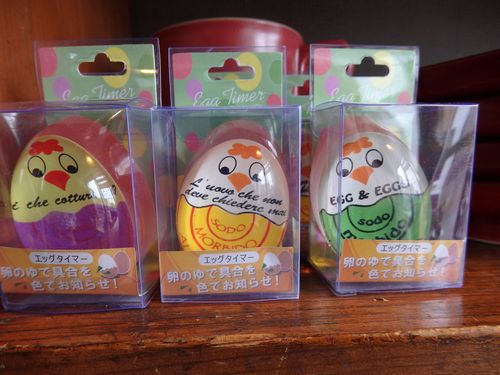 Egg Timer
che cottur
SODO
エッグタイマー
卵のゆで具合を
色でお知らせ!
Egg Timer
L'uovo che non
deve chiedere mai
SODO
MORBIDO
エッグタイマー
卵のゆで具合を
色でお知らせ!
Egg Timer
EGG & EGGS
SODO
エッグタイマー
卵のゆで具合を
色でお知らせ!